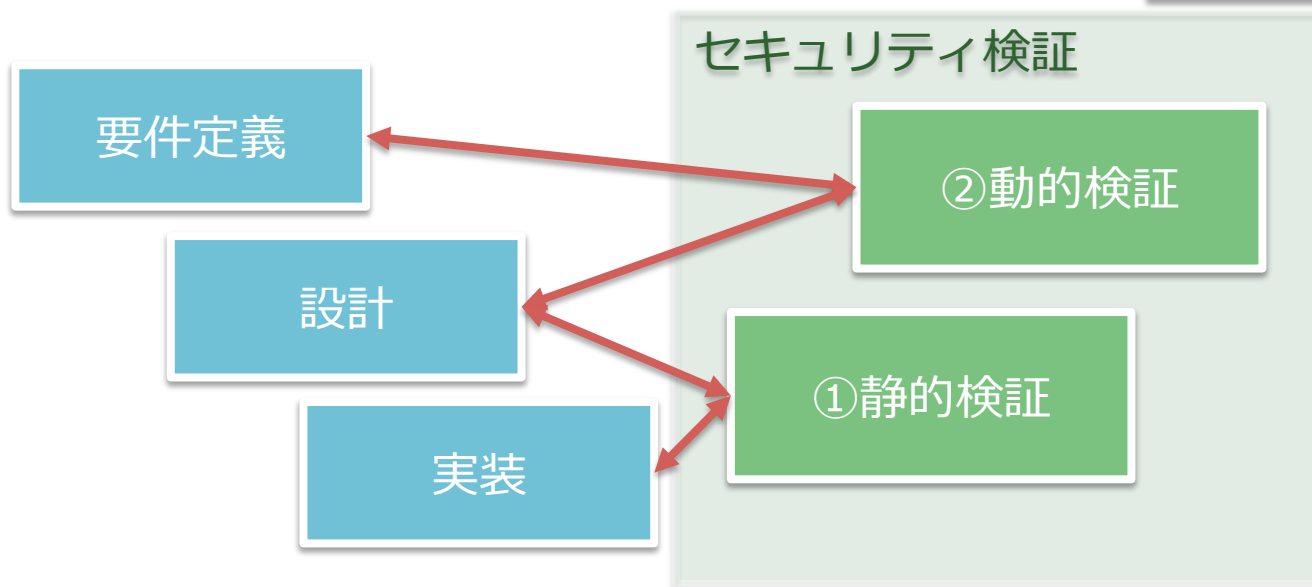 セキュリティ検証
要件定義
②動的検証
設計
①静的検証
実装